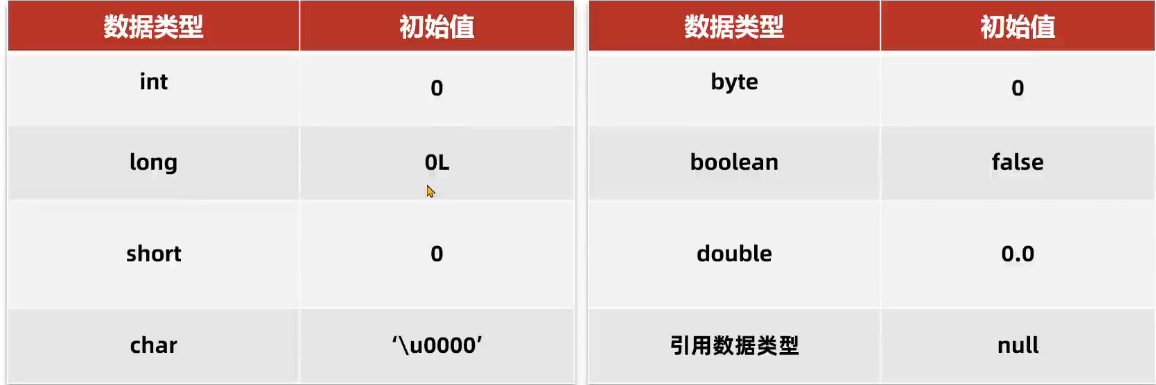 数据类型 初始值
int 0
long 0L
short 0
char ‘\u0000’
数据类型 初始值
byte 0
boolean false
double 0.0
引用数据类型 null